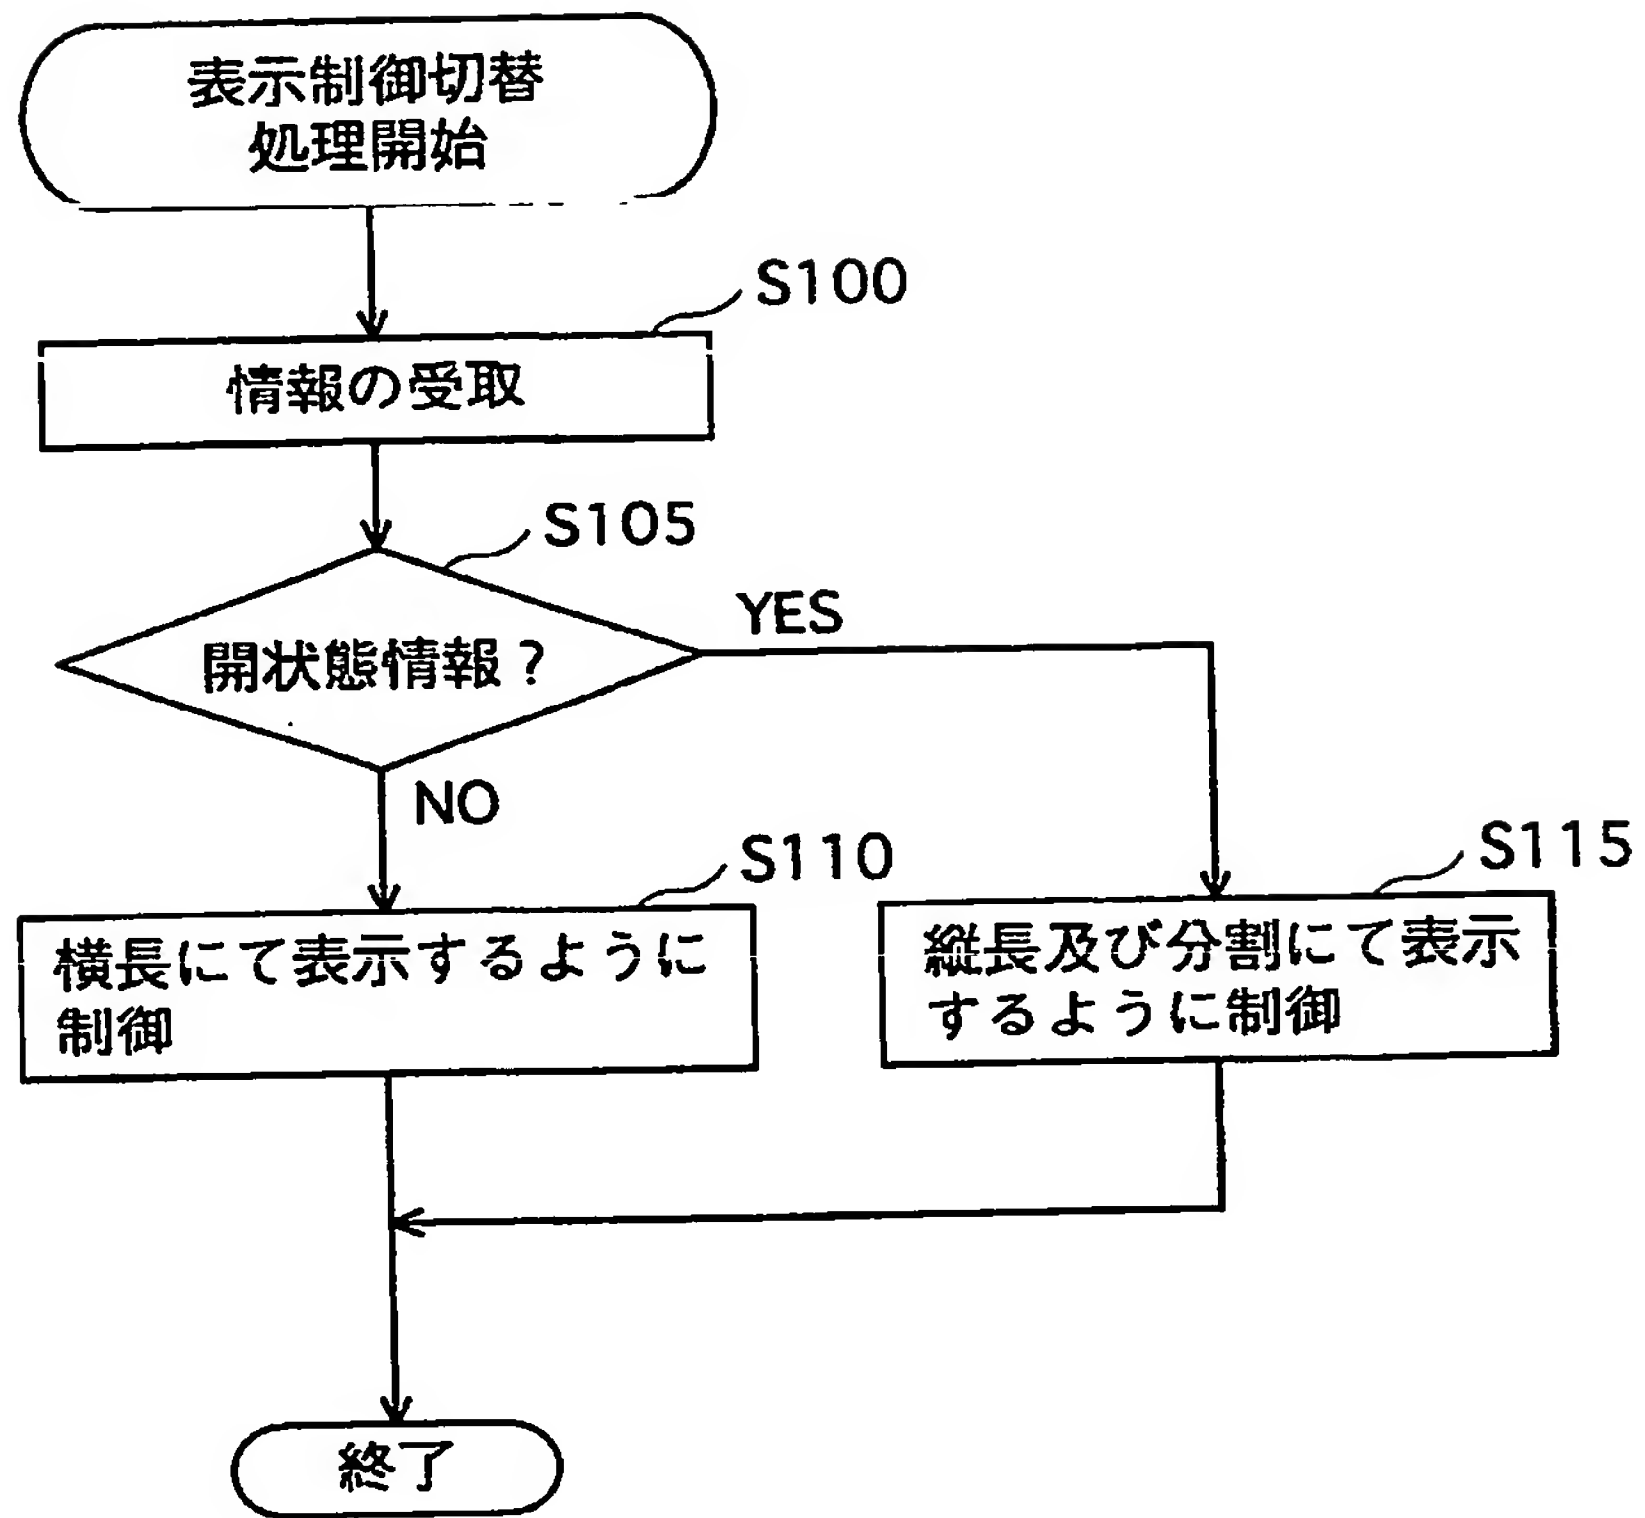 表示制御切替
処理開始
S100
情報の受取
S105
開状態情報？
YES
NO
S110
横長にて表示するように
制御
S115
縦長及び分割にて表示
するように制御
終了